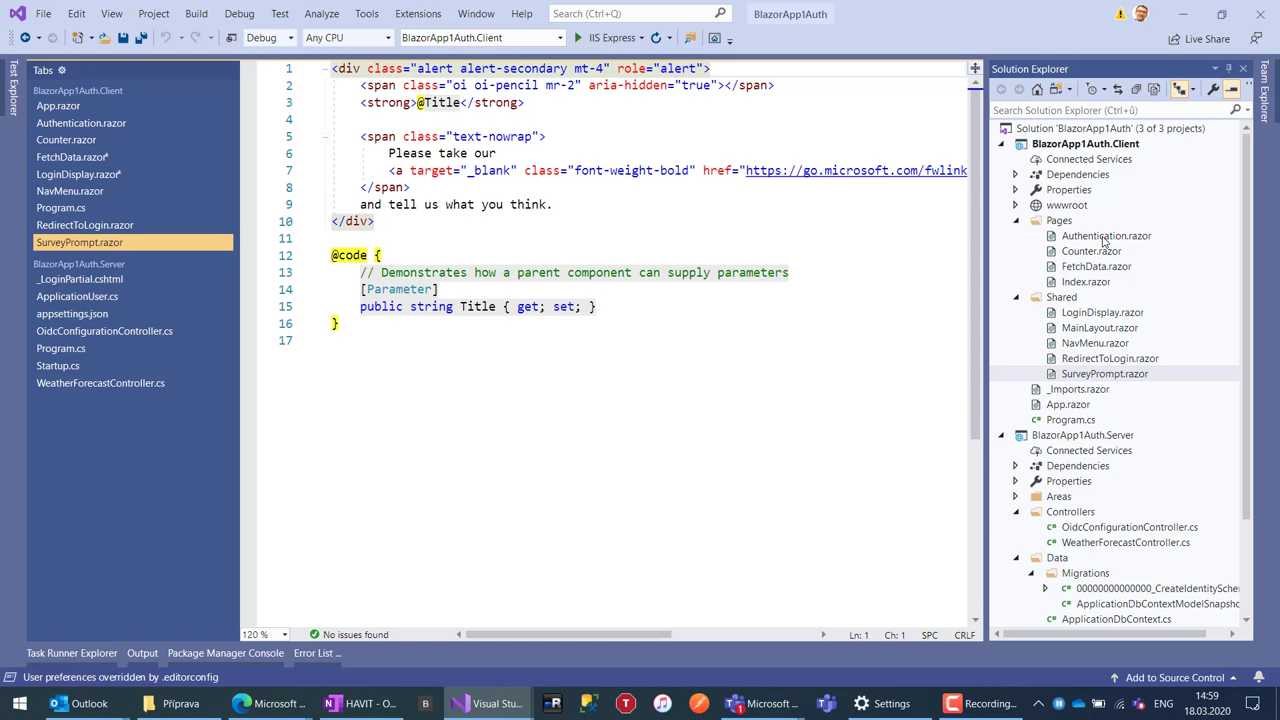 File Edit View Git Project Build Debug Test Analyze Tools Extensions Window Help Search (Ctrl+Q) BlazorApp1Auth
Debug Any CPU BlazorApp1Auth.Client IIS Express Live Share
Test Explorer
Tabs
BlazorApp1Auth.Client
App.razor
Authentication.razor
Counter.razor
FetchData.razor*
LoginDisplay.razor*
NavMenu.razor
Program.cs
RedirectToLogin.razor
SurveyPrompt.razor
BlazorApp1Auth.Server
_LoginPartial.cshtml
ApplicationUser.cs
appsettings.json
OidcConfigurationController.cs
Program.cs
Startup.cs
WeatherForecastController.cs
1 <div class="alert alert-secondary mt-4" role="alert">
2 <span class="oi oi-pencil mr-2" aria-hidden="true"></span>
3 <strong>@Title</strong>
4
5 <span class="text-nowrap">
6 Please take our
7 <a target="_blank" class="font-weight-bold" href="https://go.microsoft.com/fwlink
8 </span>
9 and tell us what you think.
10 </div>
11
12 @code {
13 // Demonstrates how a parent component can supply parameters
14 [Parameter]
15 public string Title { get; set; }
16 }
17
120 % No issues found Ln: 1 Ch: 1 SPC CRLF
Solution Explorer
Search Solution Explorer (Ctrl+ů)
Solution 'BlazorApp1Auth' (3 of 3 projects)
BlazorApp1Auth.Client
Connected Services
Dependencies
Properties
wwwroot
Pages
Authentication.razor
Counter.razor
FetchData.razor
Index.razor
Shared
LoginDisplay.razor
MainLayout.razor
NavMenu.razor
RedirectToLogin.razor
SurveyPrompt.razor
_Imports.razor
App.razor
Program.cs
BlazorApp1Auth.Server
Connected Services
Dependencies
Properties
Areas
Controllers
OidcConfigurationController.cs
WeatherForecastController.cs
Data
Migrations
00000000000000_CreateIdentitySchem
ApplicationDbContextModelSnapsho
ApplicationDbContext.cs
Team Explorer
Task Runner Explorer Output Package Manager Console Error List ...
User preferences overridden by .editorconfig Add to Source Control
Outlook Příprava Microsoft ... HAVIT - O... Visual Stu... Microsoft ... Settings Recording... ENG 14:59
18.03.2020